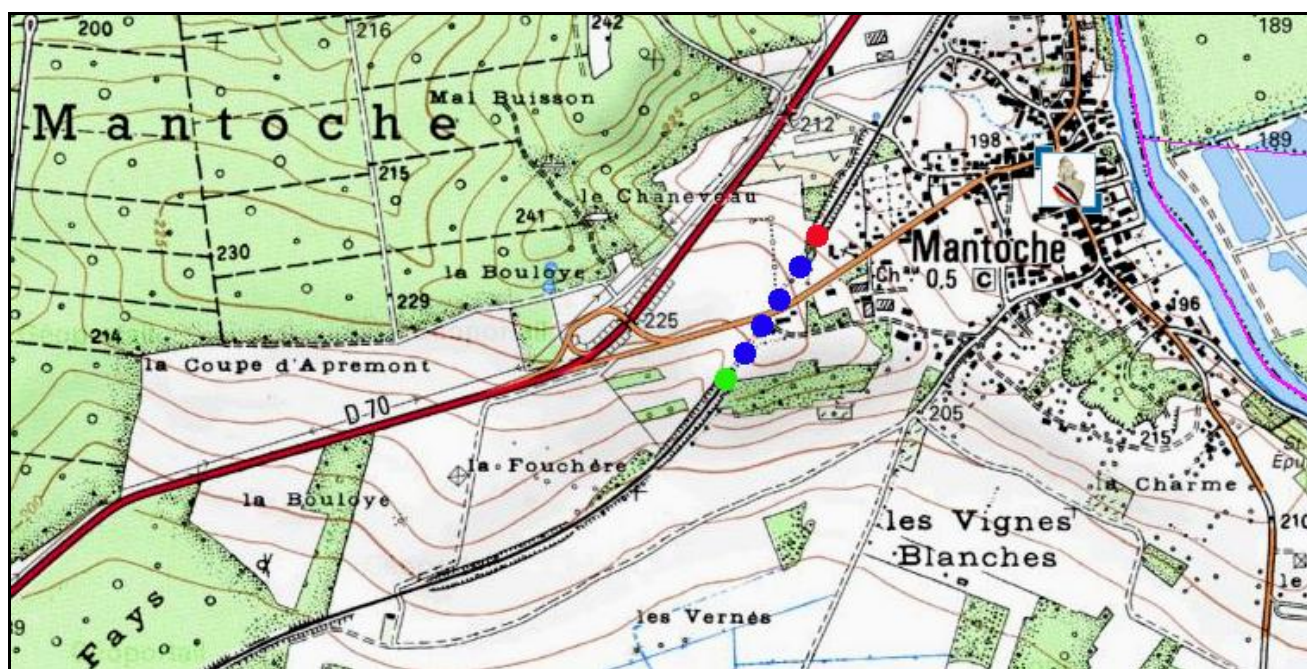 200
216
242
189
Mal Buisson
Mantoche
212
189
198
215
le Chaneveau
241
230
Mantoche
la Bouloye
Chau
0.5
C
229
225
196
214
la Coupe d'Apremont
D 70
205
215
la Fouchère
la Charme
la Bouloye
les Vignes
Blanches
210
le
Fays
les Vernes